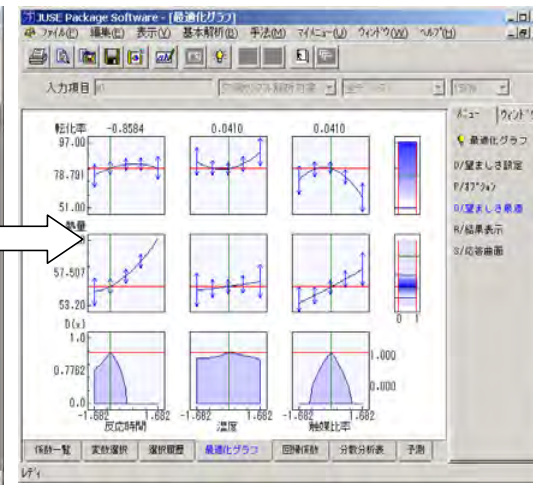 JUSE Package Software - [最適化グラフ]
ファイル(F) 編集(E) 表示(V) 基本解析(B) 手法(M) マイメニュー(U) ウィンドウ(W) ヘルプ(H)
入力項目
メニュー ウィンドウ
最適化グラフ
D/望ましさ設定
P/オプション
O/望ましさ最適
R/結果表示
S/応答曲面
転化率 -0.8584 0.0410 0.0410
97.00
78.791
51.00
熱量
57.507
53.20
0 1
D(x)
1.0
0.7762
0.0
1.000
0.000
-1.682 1.682 -1.682 1.682 -1.682 1.682
反応時間 温度 触媒比率
係数一覧 変数選択 選択履歴 最適化グラフ 回帰係数 分散分析表 予測
レディ